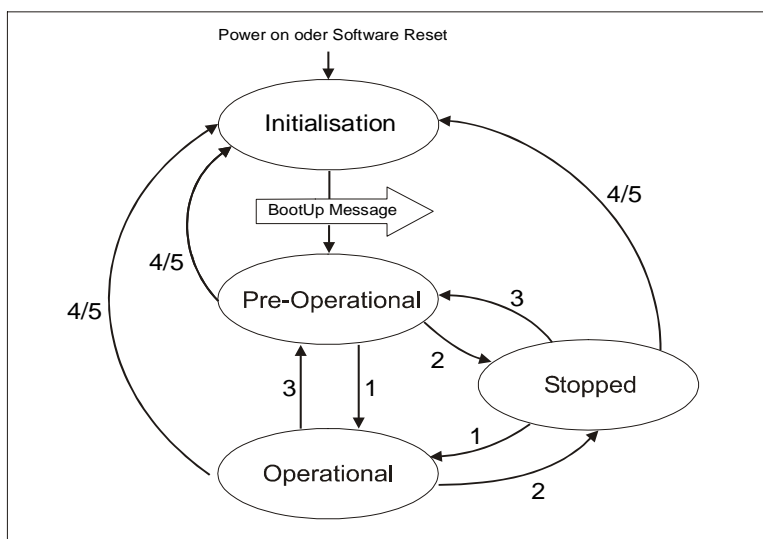 Power on oder Software Reset
Initialisation
4/5
BootUp Message
4/5
4/5
Pre-Operational
3
2
3
1
Stopped
1
Operational
2